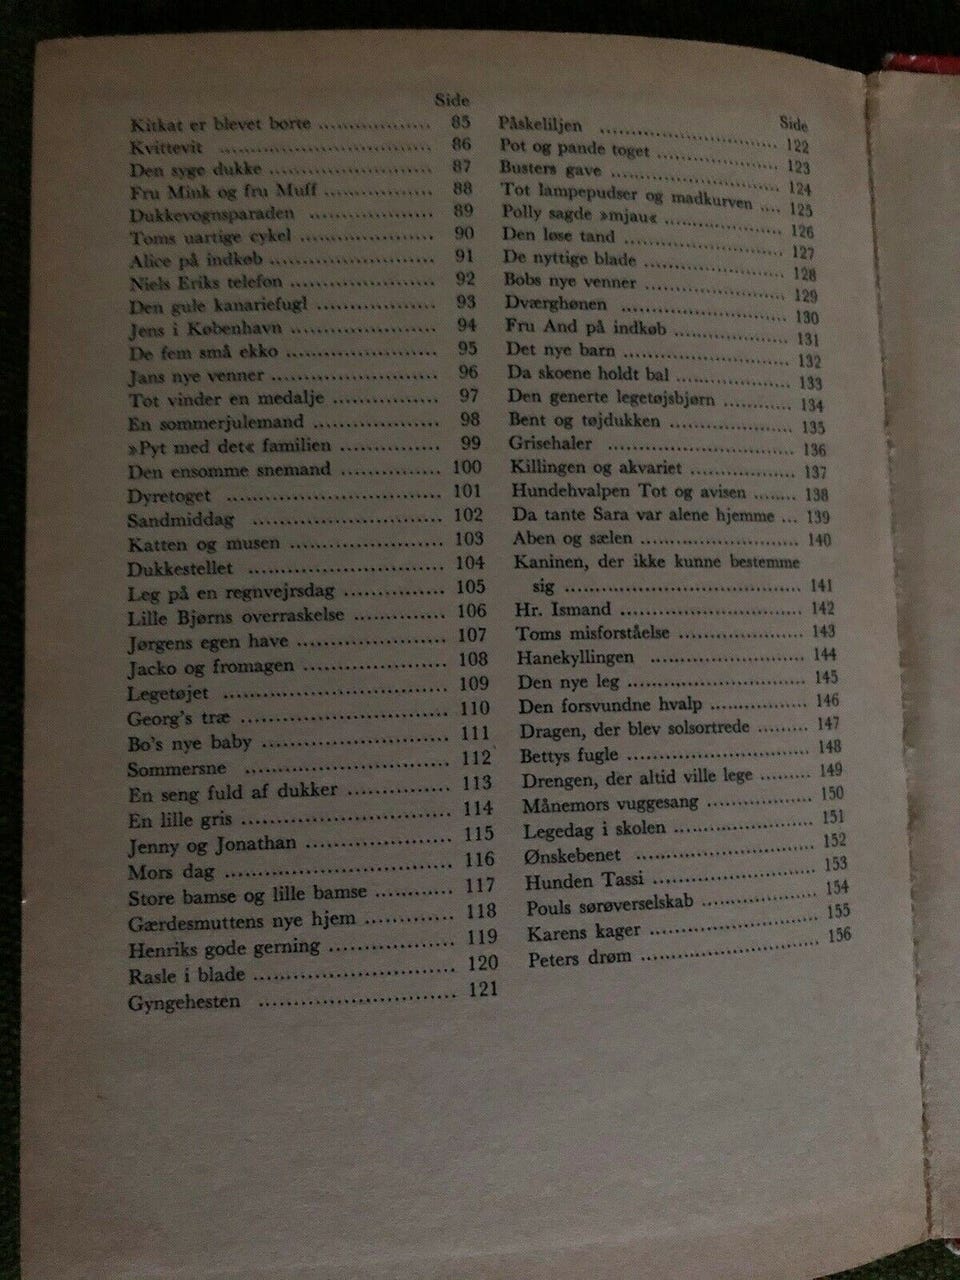 Side
Kitkat er blevet borte .................. 85
Kvittevit .................. 86
Den syge dukke .................. 87
Fru Mink og fru Muff .................. 88
Dukkevognsparaden .................. 89
Toms uartige cykel .................. 90
Alice på indkøb .................. 91
Niels Eriks telefon .................. 92
Den gule kanariefugl .................. 93
Jens i København .................. 94
De fem små ekko .................. 95
Jans nye venner .................. 96
Tot vinder en medalje .................. 97
En sommerjulemand .................. 98
»Pyt med det« familien .................. 99
Den ensomme snemand .................. 100
Dyretoget .................. 101
Sandmiddag .................. 102
Katten og musen .................. 103
Dukkestellet .................. 104
Leg på en regnvejrsdag .................. 105
Lille Bjørns overraskelse .................. 106
Jørgens egen have .................. 107
Jacko og fromagen .................. 108
Legetøjet .................. 109
Georg's træ .................. 110
Bo's nye baby .................. 111
Sommersne .................. 112
En seng fuld af dukker .................. 113
En lille gris .................. 114
Jenny og Jonathan .................. 115
Mors dag .................. 116
Store bamse og lille bamse .................. 117
Gærdesmuttens nye hjem .................. 118
Henriks gode gerning .................. 119
Rasle i blade .................. 120
Gyngehesten .................. 121
Side
Påskeliljen .................. 122
Pot og pande toget .................. 123
Busters gave .................. 124
Tot lampepudser og madkurven .... 125
Polly sagde »mjau« .................. 126
Den løse tand .................. 127
De nyttige blade .................. 128
Bobs nye venner .................. 129
Dværghønen .................. 130
Fru And på indkøb .................. 131
Det nye barn .................. 132
Da skoene holdt bal .................. 133
Den generte legetøjsbjørn ............ 134
Bent og tøjdukken .................. 135
Grisehaler .................. 136
Killingen og akvariet .................. 137
Hundehvalpen Tot og avisen ........ 138
Da tante Sara var alene hjemme ... 139
Aben og sælen .................. 140
Kaninen, der ikke kunne bestemme
sig .................. 141
Hr. Ismand .................. 142
Toms misforståelse .................. 143
Hanekyllingen .................. 144
Den nye leg .................. 145
Den forsvundne hvalp .................. 146
Dragen, der blev solsortrede ......... 147
Bettys fugle .................. 148
Drengen, der altid ville lege ......... 149
Månemors vuggesang .................. 150
Legedag i skolen .................. 151
Ønskebenet .................. 152
Hunden Tassi .................. 153
Pouls sørøverselskab .................. 154
Karens kager .................. 155
Peters drøm .................. 156